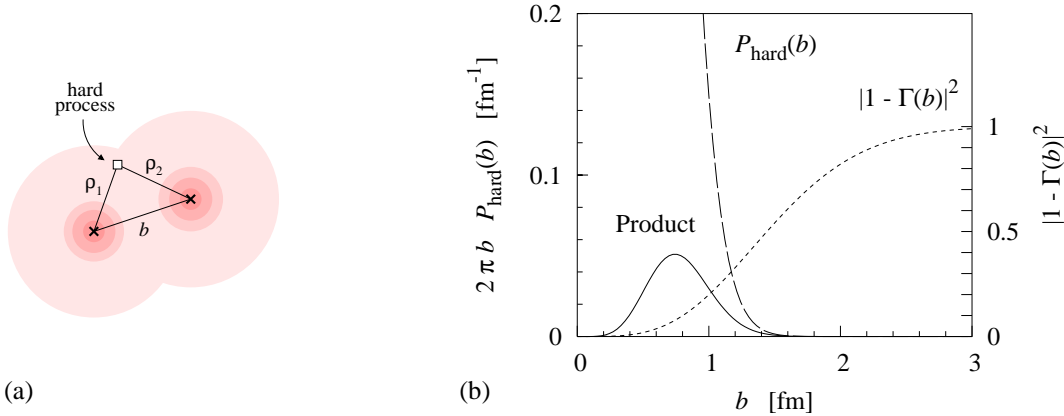 hard
process
ρ1
ρ2
b
(a)
2 π b Phard(b) [fm-1]
0.2
0.1
0
Phard(b)
|1 - Γ(b)|2
Product
1
0.5
0
|1 - Γ(b)|2
0 1 2 3
b [fm]
(b)